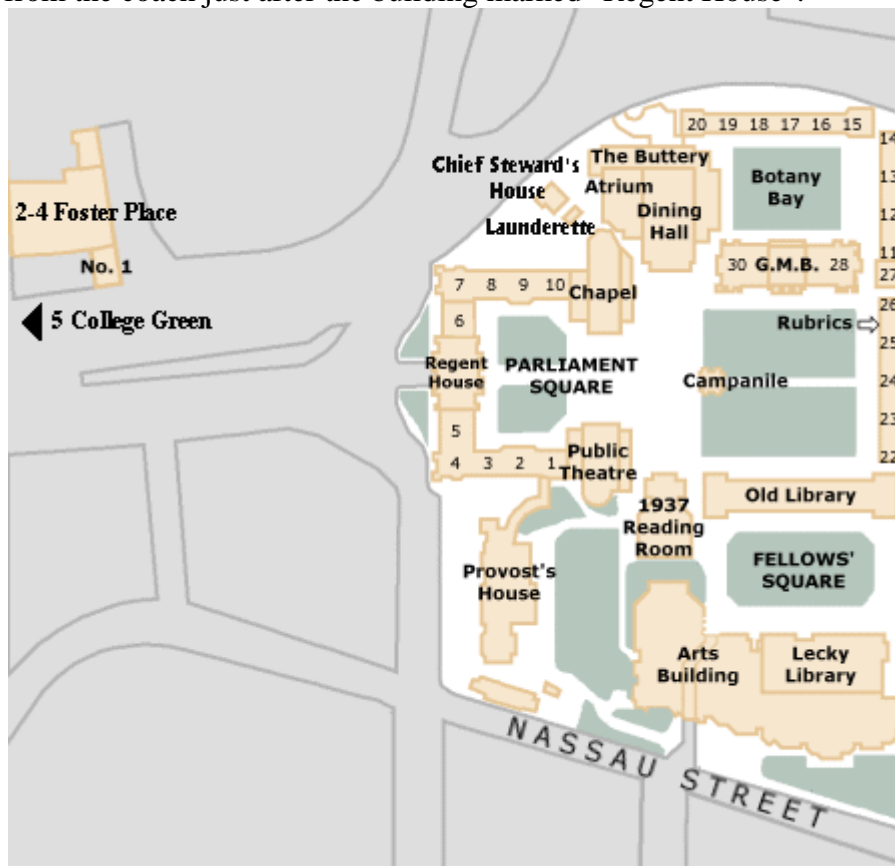 from the coach just after the building marked "Regent House".
20 19 18 17 16 15
14
Chief Steward's
House
The Buttery
Atrium
Dining
Hall
Botany
Bay
13
12
2-4 Foster Place
Launderette
No. 1
11
30 G.M.B. 28
27
7 8 9 10
Chapel
5 College Green
6
26
Rubrics
25
Regent
House
PARLIAMENT
SQUARE
Campanile
24
5
23
4 3 2 1
Public
Theatre
22
1937
Reading
Room
Old Library
Provost's
House
FELLOWS'
SQUARE
Arts
Building
Lecky
Library
NASSAU STREET